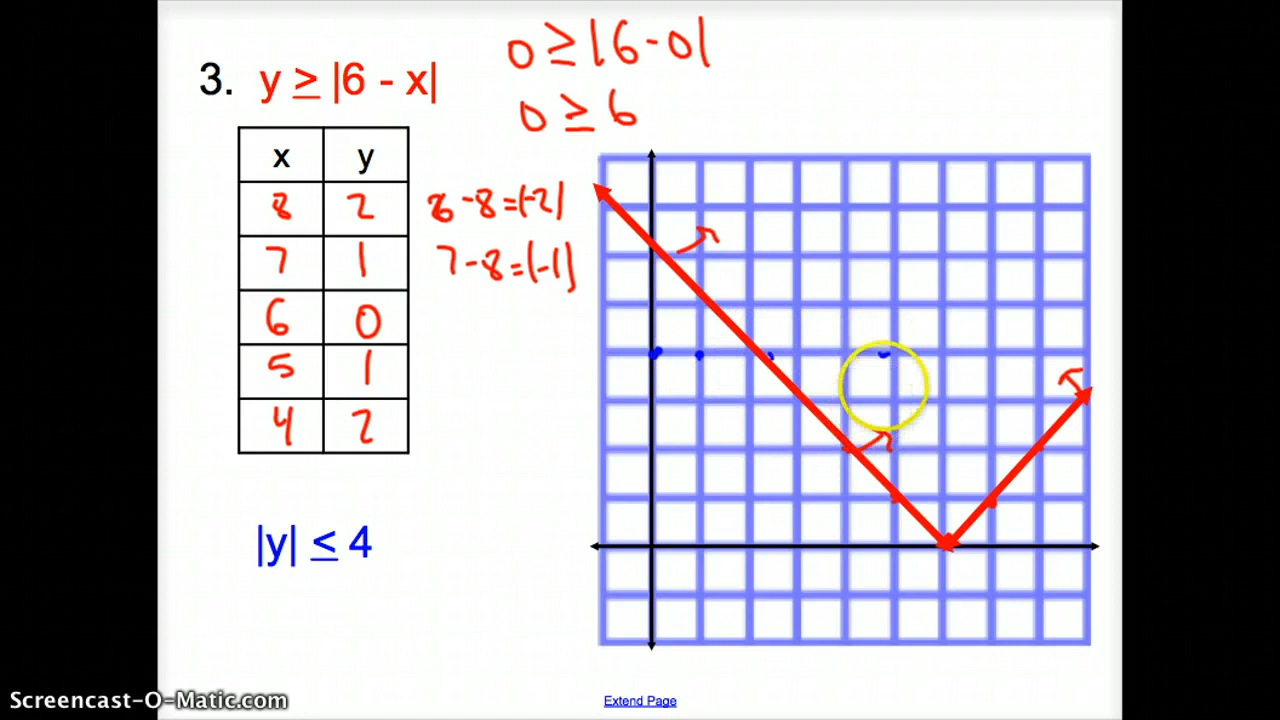 0 ≥ |6 - 0|
3. y ≥ |6 - x|
0 ≥ 6
x y
8 2 6 - 8 = |-2|
7 1 7 - 8 = |-1|
6 0
5 1
4 2
|y| ≤ 4
Screencast-O-Matic.com
Extend Page